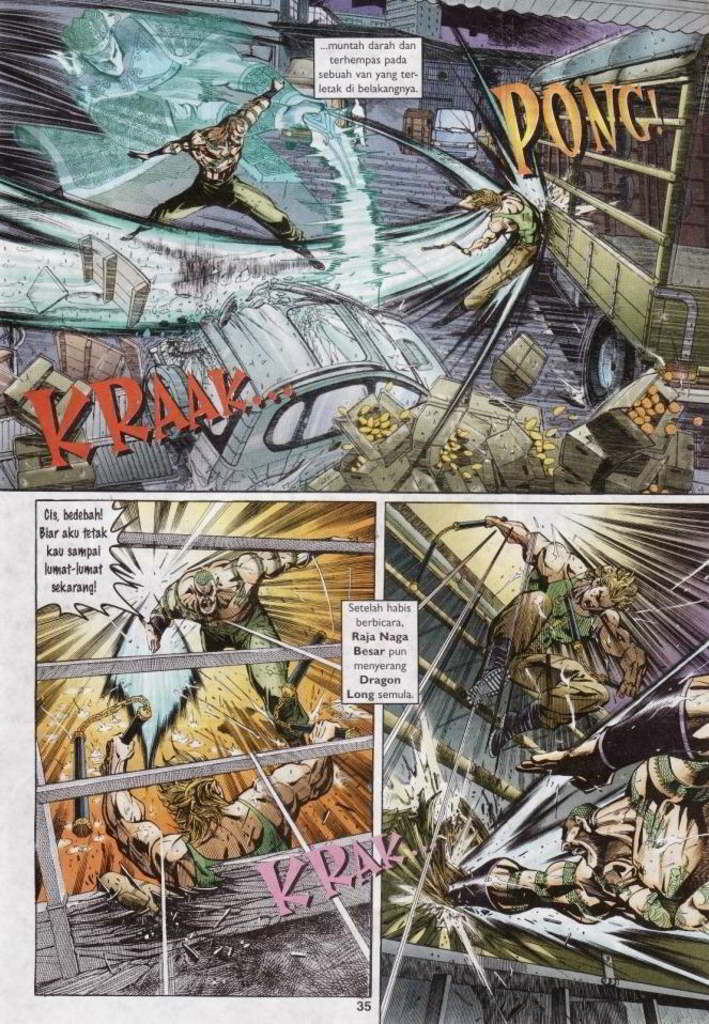 ...muntah darah dan
terhempas pada
sebuah van yang ter-
letak di belakangnya.
PONG!
KRAAK...
Cis, bedebah!
Biar aku tetak
kau sampai
lumat-lumat
sekarang!
Setelah habis
berbicara,
Raja Naga
Besar pun
menyerang
Dragon
Long semula.
KRAK...
35